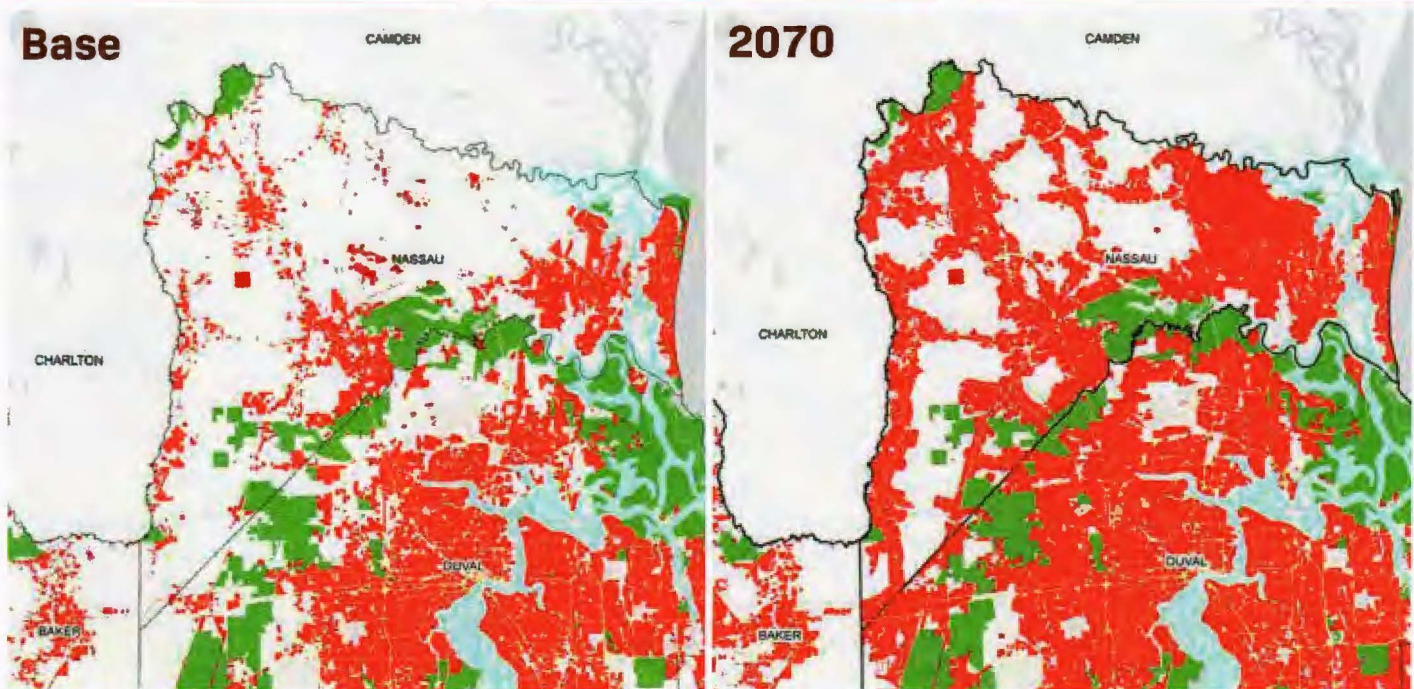 Base
CAMDEN
NASSAU
CHARLTON
DUVAL
BAKER
2070
CAMDEN
NASSAU
CHARLTON
DUVAL
BAKER